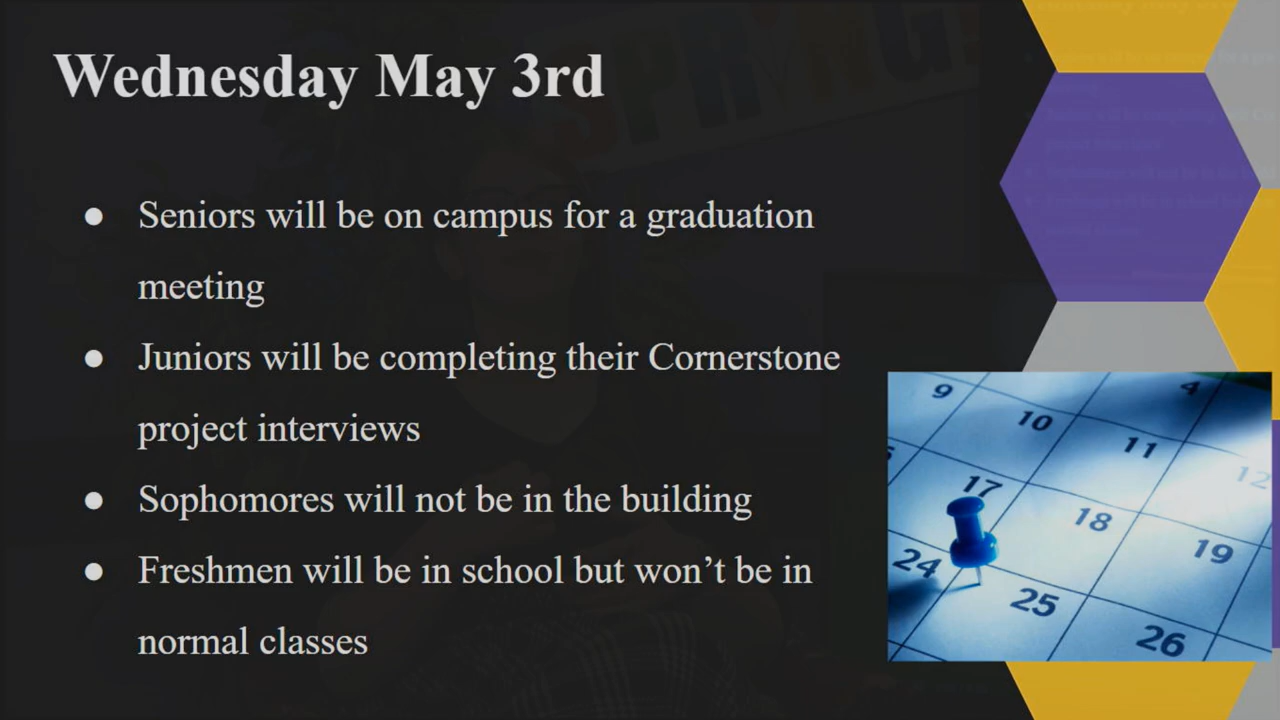 Wednesday May 3rd
● Seniors will be on campus for a graduation
meeting
● Juniors will be completing their Cornerstone
project interviews
● Sophomores will not be in the building
● Freshmen will be in school but won’t be in
normal classes
9
10
11
4
12
17
18
19
24
25
26